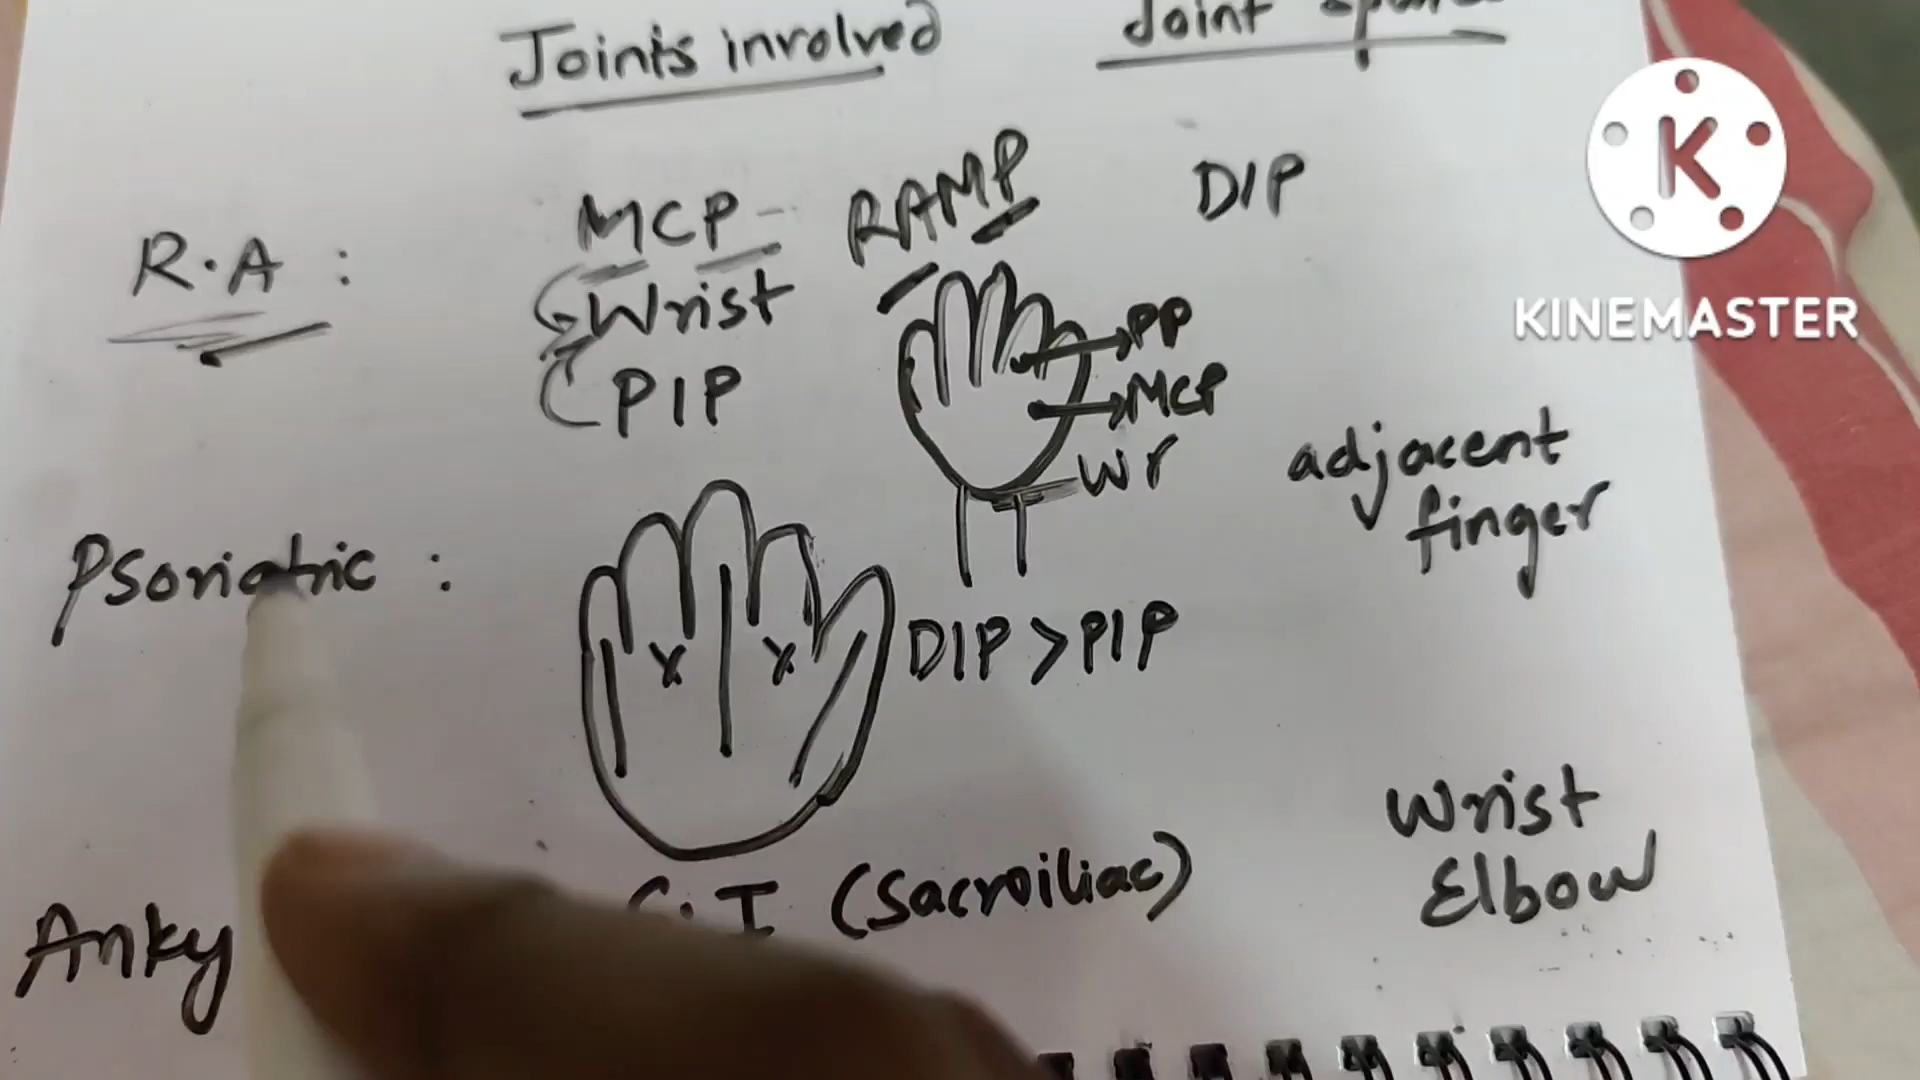 Joints involved
Joint
R.A :
MCP - RAMP
DIP
Wrist
PIP
PP
MCP
Wr
adjacent
finger
Psoriatric :
x x
DIP > PIP
Anky
S.I (Sacroiliac)
Wrist
Elbow
K
KINEMASTER